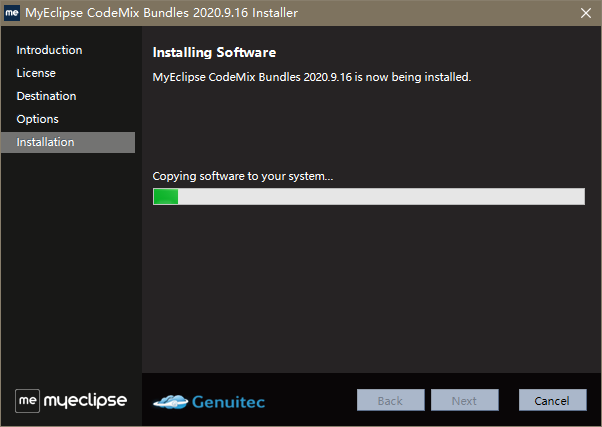 me MyEclipse CodeMix Bundles 2020.9.16 Installer
Introduction
License
Destination
Options
Installation
Installing Software
MyEclipse CodeMix Bundles 2020.9.16 is now being installed.
Copying software to your system...
me myeclipse
Genuitec
Back
Next
Cancel